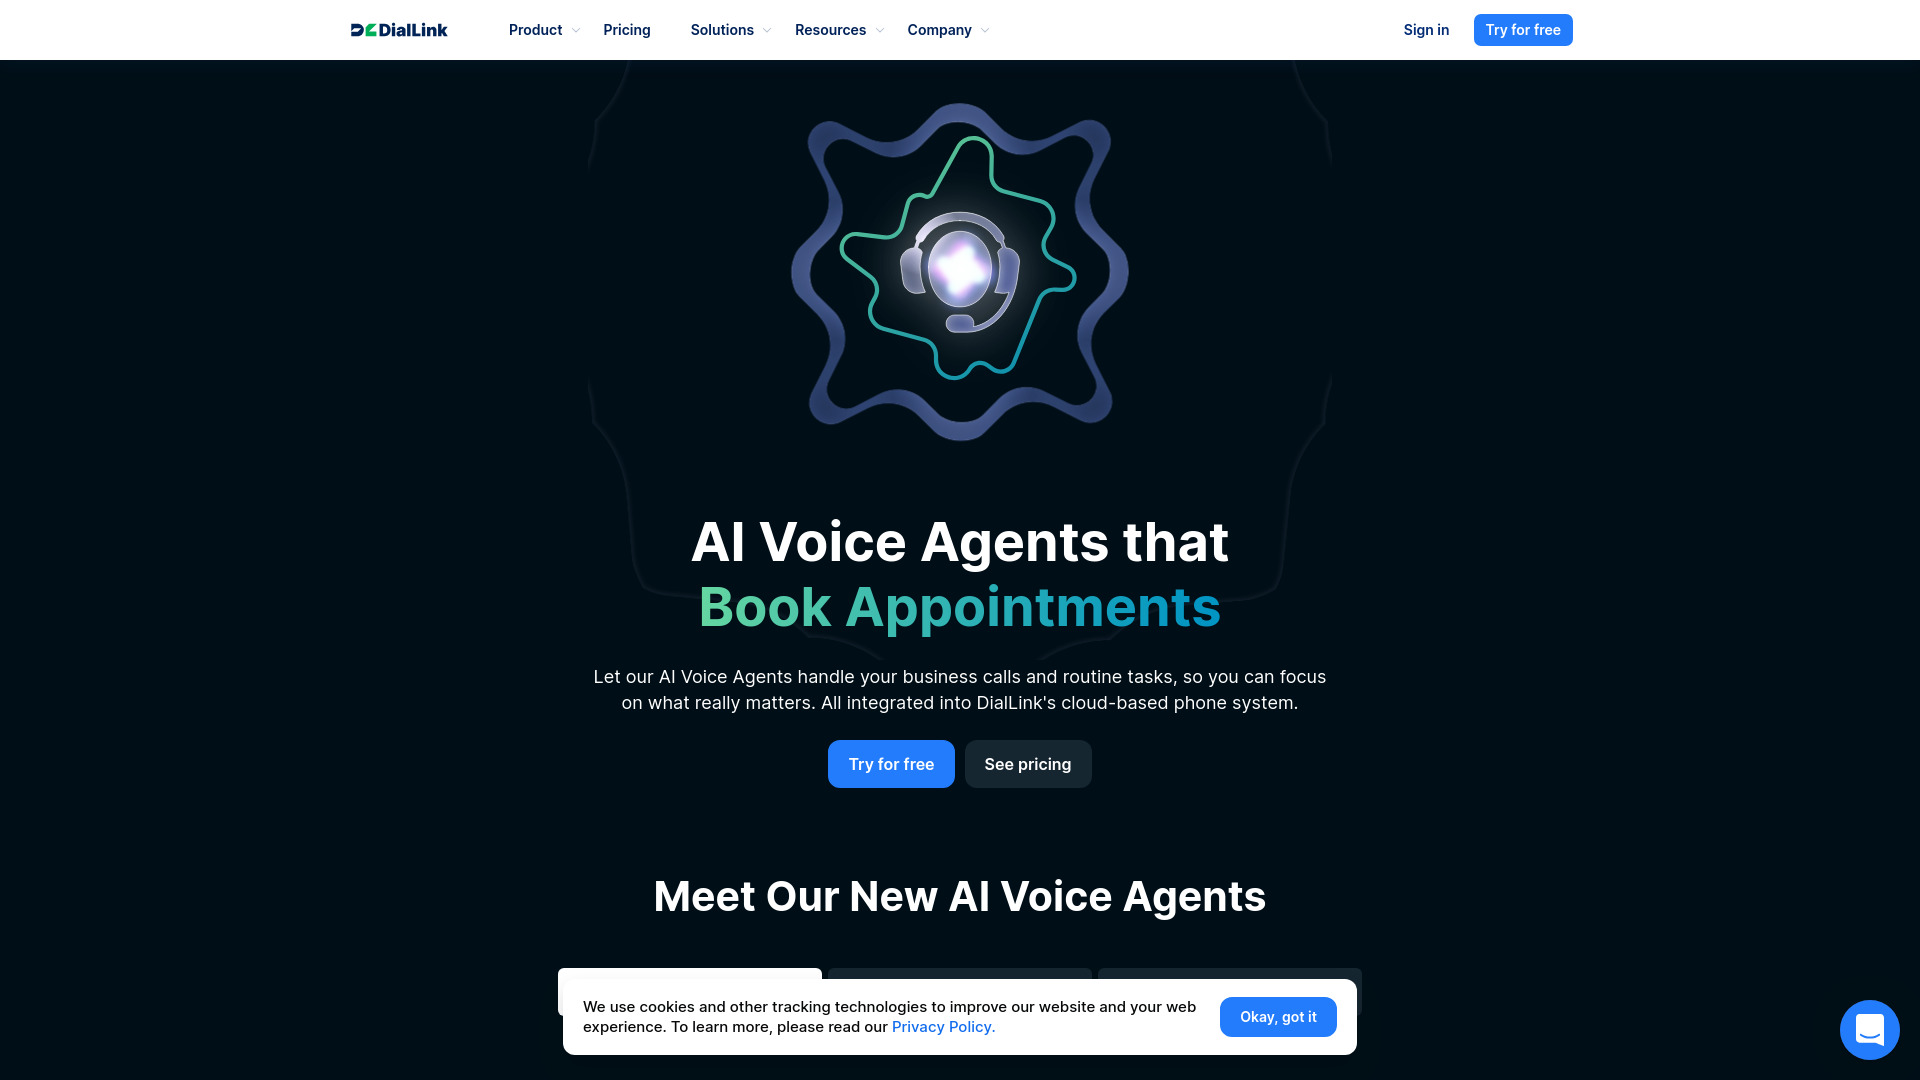 DialLink
Product
Pricing
Solutions
Resources
Company
Sign in
Try for free
AI Voice Agents that
Book Appointments
Let our AI Voice Agents handle your business calls and routine tasks, so you can focus
on what really matters. All integrated into DialLink's cloud-based phone system.
Try for free
See pricing
Meet Our New AI Voice Agents
We use cookies and other tracking technologies to improve our website and your web
experience. To learn more, please read our Privacy Policy.
Okay, got it